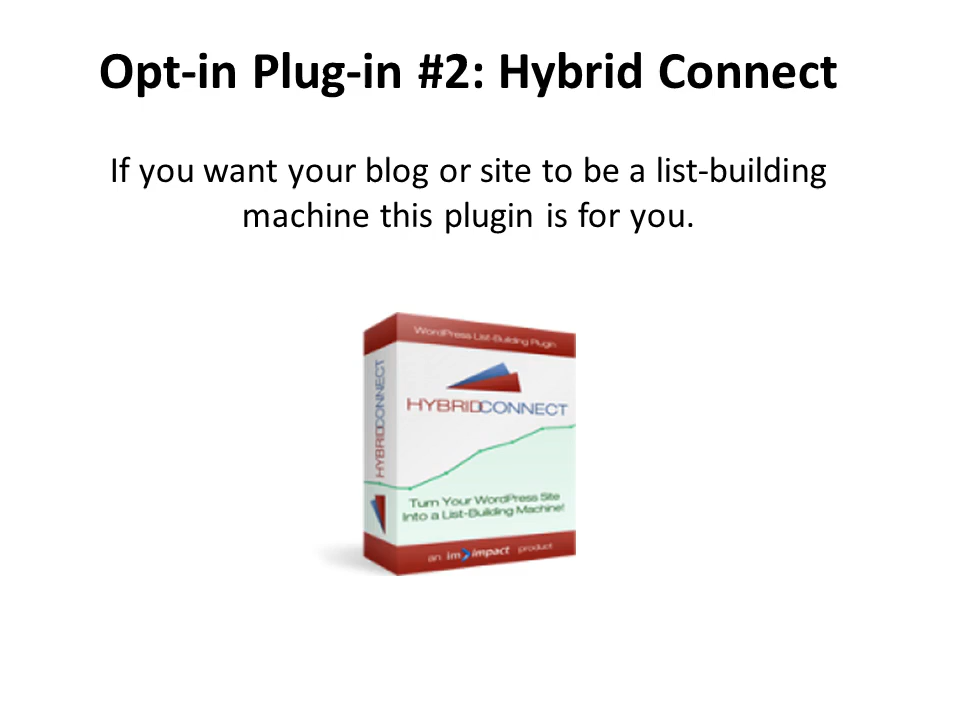 Opt-in Plug-in #2: Hybrid Connect
If you want your blog or site to be a list-building
machine this plugin is for you.
WordPress List-Building Plugin
HYBRIDCONNECT
HYBRIDCONNECT
Turn Your WordPress Site
Into a List-Building Machine!
an im impact product